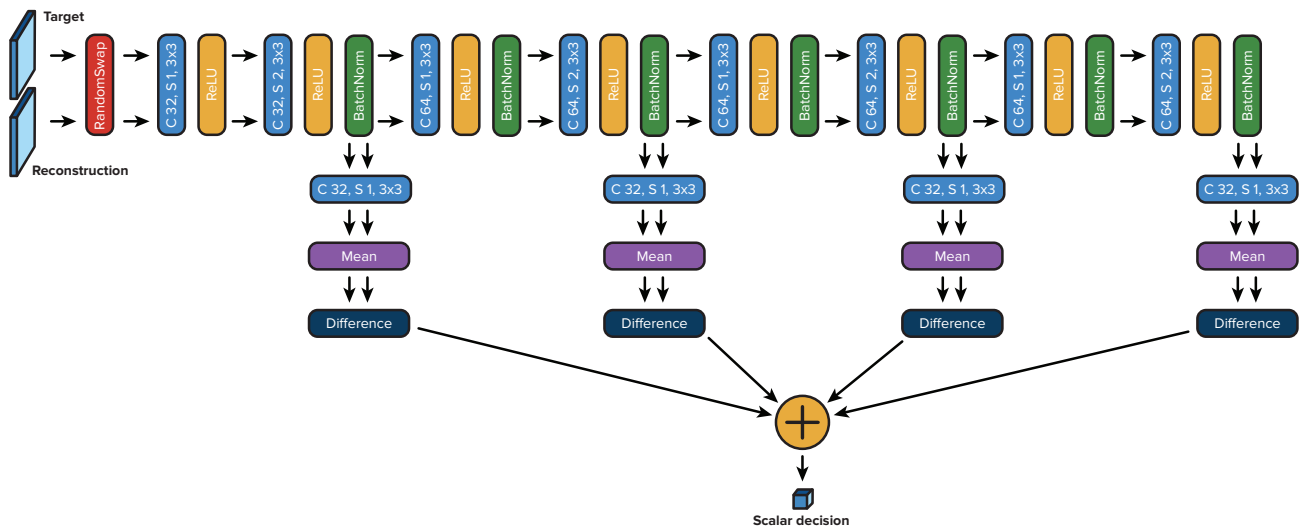 Target
Reconstruction
RandomSwap
C 32, S 1, 3x3
ReLU
C 32, S 2, 3x3
ReLU
BatchNorm
C 64, S 1, 3x3
ReLU
BatchNorm
C 64, S 2, 3x3
ReLU
BatchNorm
C 64, S 1, 3x3
ReLU
BatchNorm
C 64, S 2, 3x3
ReLU
BatchNorm
C 64, S 1, 3x3
ReLU
BatchNorm
C 64, S 2, 3x3
ReLU
BatchNorm
C 32, S 1, 3x3
C 32, S 1, 3x3
C 32, S 1, 3x3
C 32, S 1, 3x3
Mean
Mean
Mean
Mean
Difference
Difference
Difference
Difference
Scalar decision